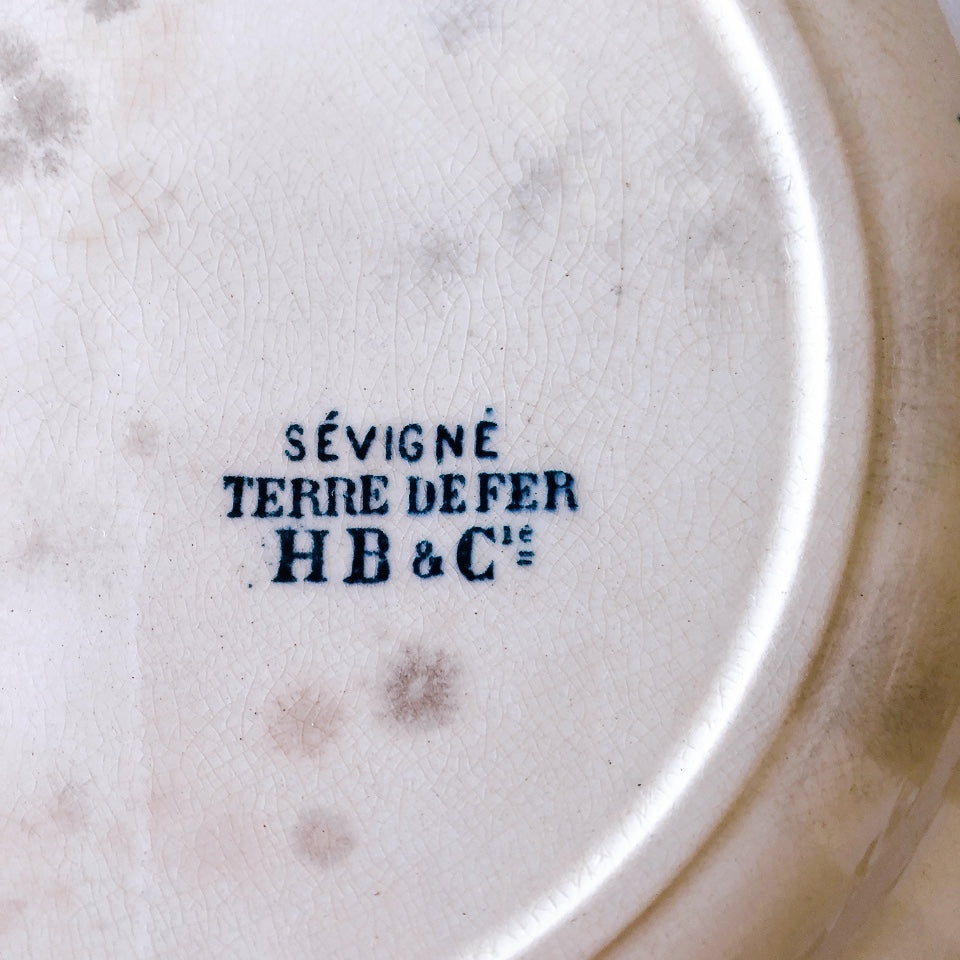 SÉVIGNÉ
TERRE DE FER
H B & Cie